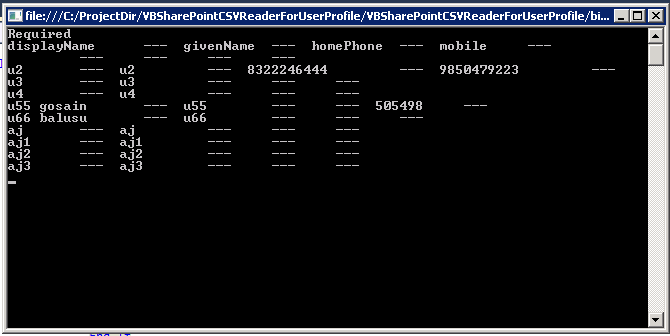 file:///C:/ProjectDir/VBSharePointCSVReaderForUserProfile/VBSharePointCSVReaderForUserProfile/bi...
Required
displayName --- givenName --- homePhone --- mobile ---
--- --- --- ---
u2 --- u2 --- 8322246444 --- 9850479223 ---
u3 --- u3 --- --- ---
u4 --- u4 --- --- ---
u55 gosain --- u55 --- --- 505498 ---
u66 balusu --- u66 --- --- ---
aj --- aj --- --- ---
aj1 --- aj1 --- --- ---
aj2 --- aj2 --- --- ---
aj3 --- aj3 --- --- ---